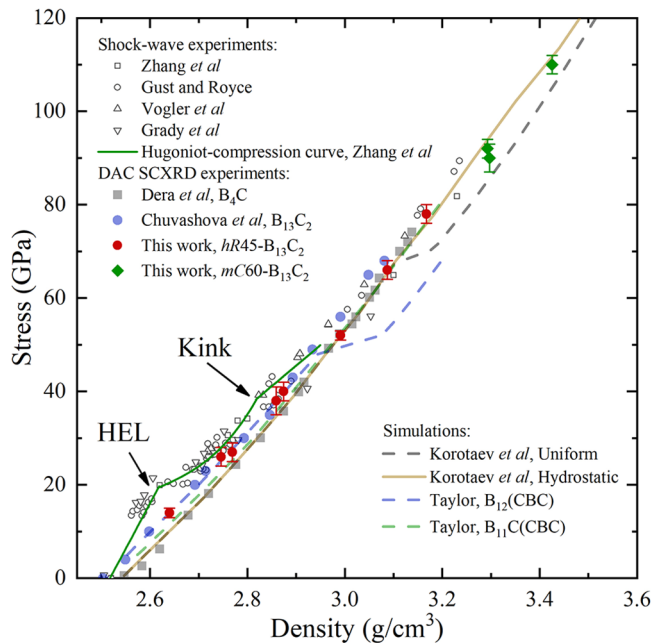 120
100
80
60
40
20
0
Stress (GPa)
Shock-wave experiments:
Zhang et al
Gust and Royce
Vogler et al
Grady et al
Hugoniot-compression curve, Zhang et al
DAC SCXRD experiments:
Dera et al, B₄C
Chuvashova et al, B₁₃C₂
This work, hR45-B₁₃C₂
This work, mC60-B₁₃C₂
Kink
HEL
Simulations:
Korotaev et al, Uniform
Korotaev et al, Hydrostatic
Taylor, B₁₂(CBC)
Taylor, B₁₁C(CBC)
2.6 2.8 3.0 3.2 3.4 3.6
Density (g/cm³)